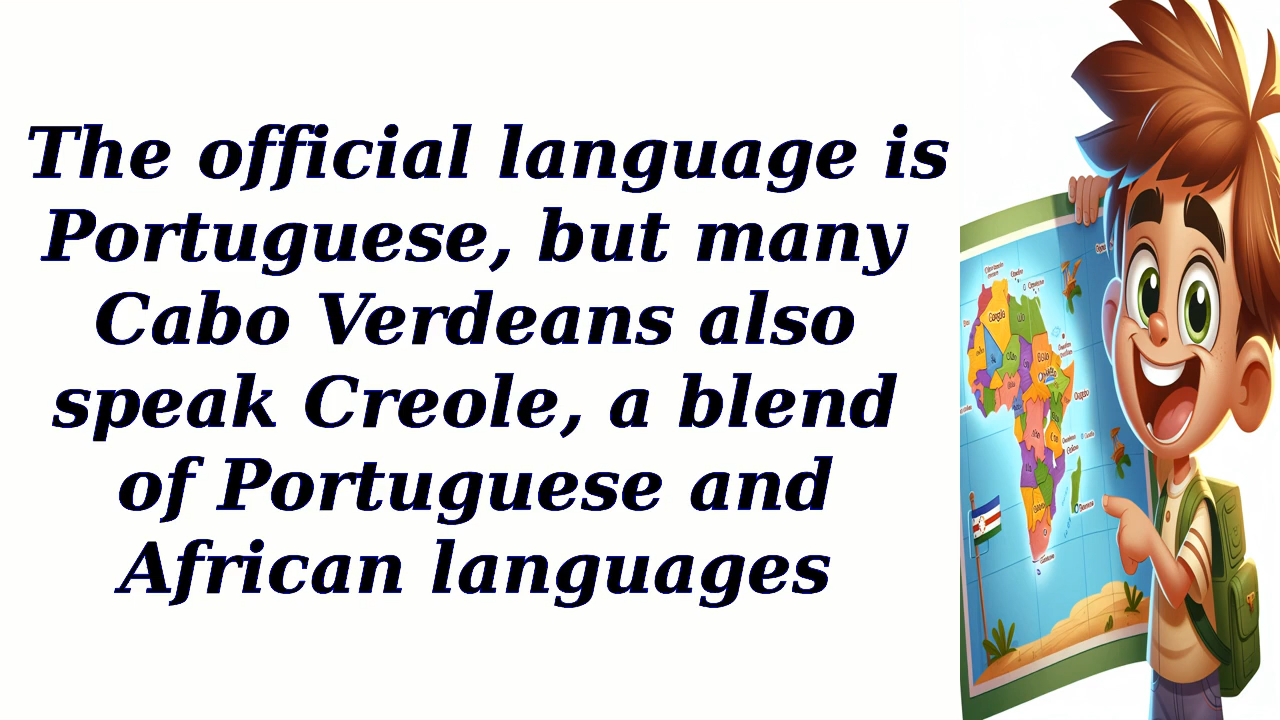 The official language is
Portuguese, but many
Cabo Verdeans also
speak Creole, a blend
of Portuguese and
African languages